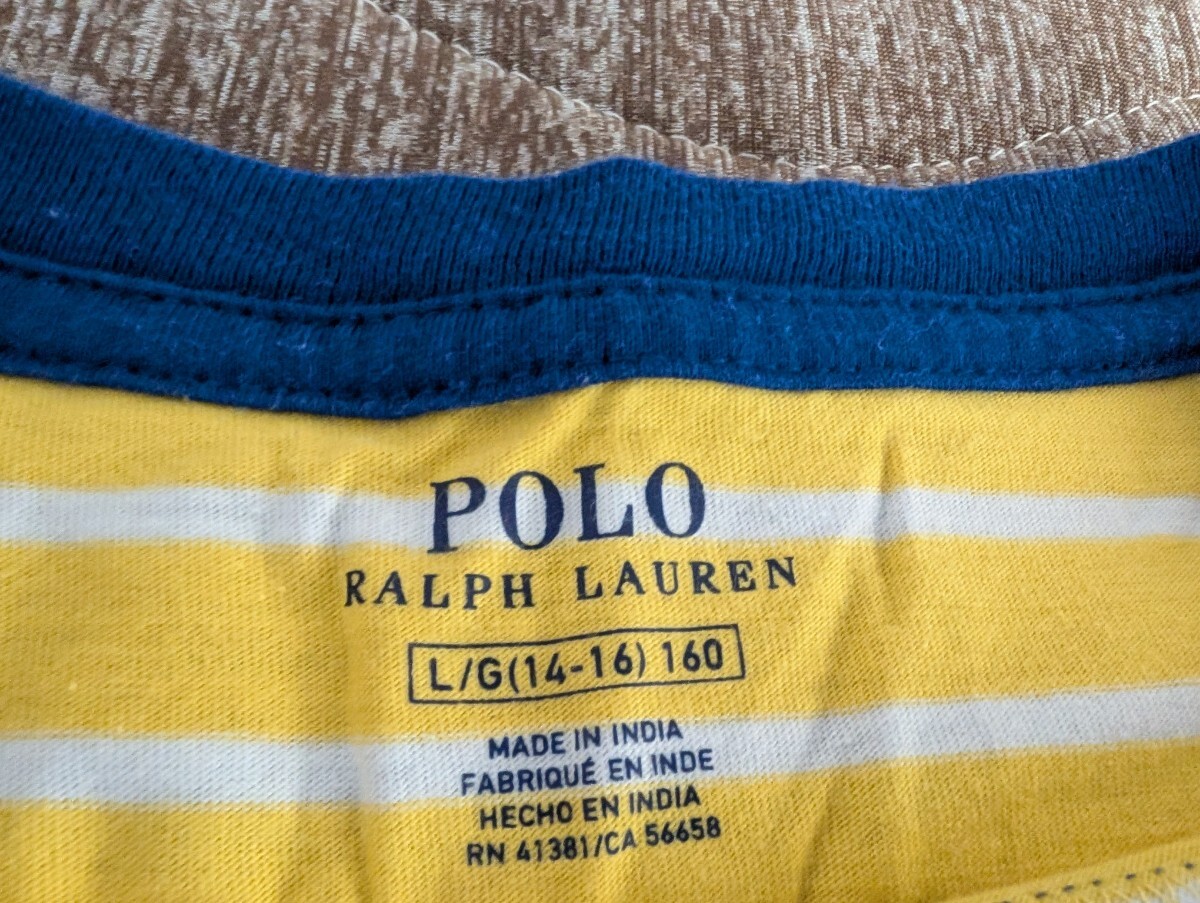 POLO
RALPH LAUREN
L/G(14-16) 160
MADE IN INDIA
FABRIQUÉ EN INDE
HECHO EN INDIA
RN 41381/CA 56658